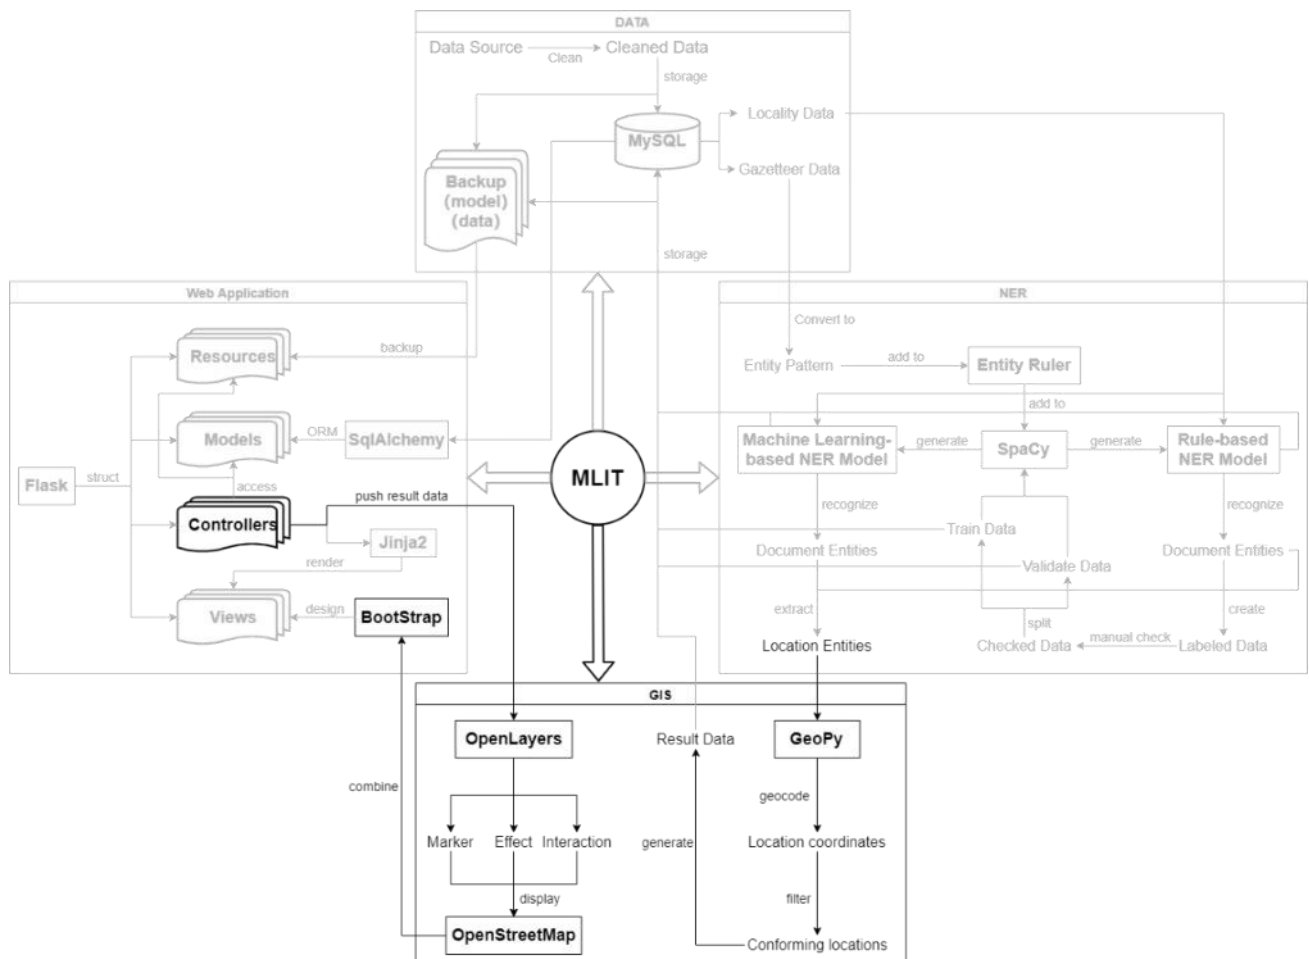 DATA
Data Source
Clean
Cleaned Data
storage
MySQL
Locality Data
Gazetteer Data
Backup
(model)
(data)
storage
Web Application
Resources
backup
Models
ORM
SqlAlchemy
Flask
struct
access
Controllers
push result data
Jinja2
render
Views
design
BootStrap
MLIT
NER
Convert to
Entity Pattern
add to
Entity Ruler
add to
Machine Learning-
based NER Model
generate
SpaCy
generate
Rule-based
NER Model
recognize
recognize
Train Data
Document Entities
Document Entities
Validate Data
extract
split
create
Location Entities
Checked Data
manual check
Labeled Data
GIS
OpenLayers
Result Data
GeoPy
combine
geocode
Marker
Effect
Interaction
generate
Location coordinates
display
filter
OpenStreetMap
Conforming locations